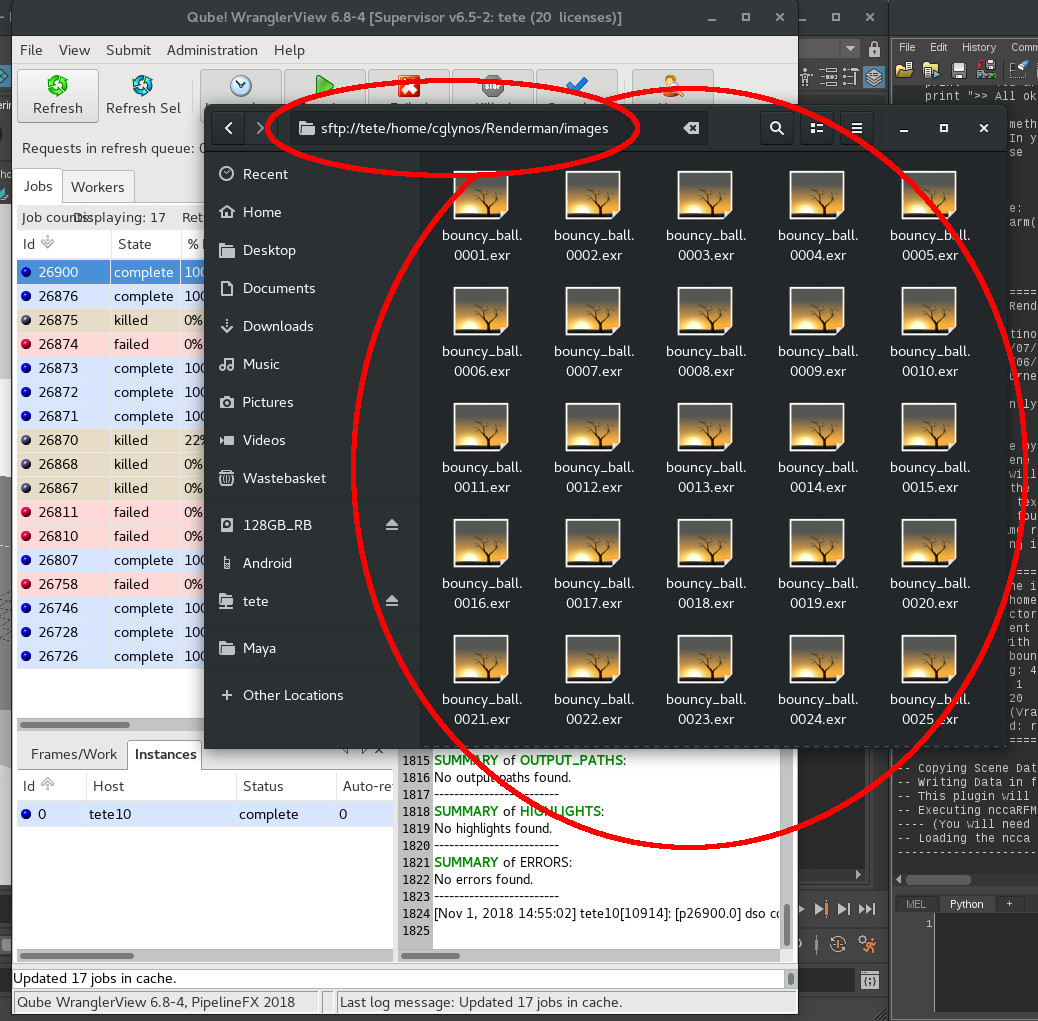 Qube! WranglerView 6.8-4 [Supervisor v6.5-2: tete (20 licenses)]
File View Submit Administration Help
Refresh
Refresh Sel
Requests in refresh queue:
Jobs
Workers
Displaying: 17
Id State %
26900 complete
26876 complete
26875 killed 0%
26874 failed 0%
26873 complete
26872 complete
26871 complete
26870 killed 22%
26868 killed 0%
26867 killed 0%
26811 failed 0%
26810 failed 0%
26807 complete
26758 failed 0%
26746 complete
26728 complete
26726 complete
sftp://tete/home/cglynos/Renderman/images
Recent
Home
Desktop
Documents
Downloads
Music
Pictures
Videos
Wastebasket
128GB_RB
Android
tete
Maya
Other Locations
bouncy_ball. bouncy_ball. bouncy_ball. bouncy_ball. bouncy_ball.
0001.exr 0002.exr 0003.exr 0004.exr 0005.exr
bouncy_ball. bouncy_ball. bouncy_ball. bouncy_ball. bouncy_ball.
0006.exr 0007.exr 0008.exr 0009.exr 0010.exr
bouncy_ball. bouncy_ball. bouncy_ball. bouncy_ball. bouncy_ball.
0011.exr 0012.exr 0013.exr 0014.exr 0015.exr
bouncy_ball. bouncy_ball. bouncy_ball. bouncy_ball. bouncy_ball.
0016.exr 0017.exr 0018.exr 0019.exr 0020.exr
bouncy_ball. bouncy_ball. bouncy_ball. bouncy_ball. bouncy_ball.
0021.exr 0022.exr 0023.exr 0024.exr 0025.exr
Frames/Work Instances
Id Host Status Auto-re
0 tete10 complete 0
1815 SUMMARY of OUTPUT_PATHS:
1816 No output paths found.
1817 -------------------------
1818 SUMMARY of HIGHLIGHTS:
1819 No highlights found.
1820 -------------------------
1821 SUMMARY of ERRORS:
1822 No errors found.
1823 -------------------------
1824 [Nov 1, 2018 14:55:02] tete10[10914]: [p26900.0] dso
1825
Updated 17 jobs in cache.
Qube WranglerView 6.8-4, PipelineFX 2018
Last log message: Updated 17 jobs in cache.
File Edit History
print ">> All ok
-- Copying Scene Dat
-- Writing Data in f
-- This plugin will
-- Executing nccaRFM
---- (You will need
-- Loading the ncca
MEL Python +
1